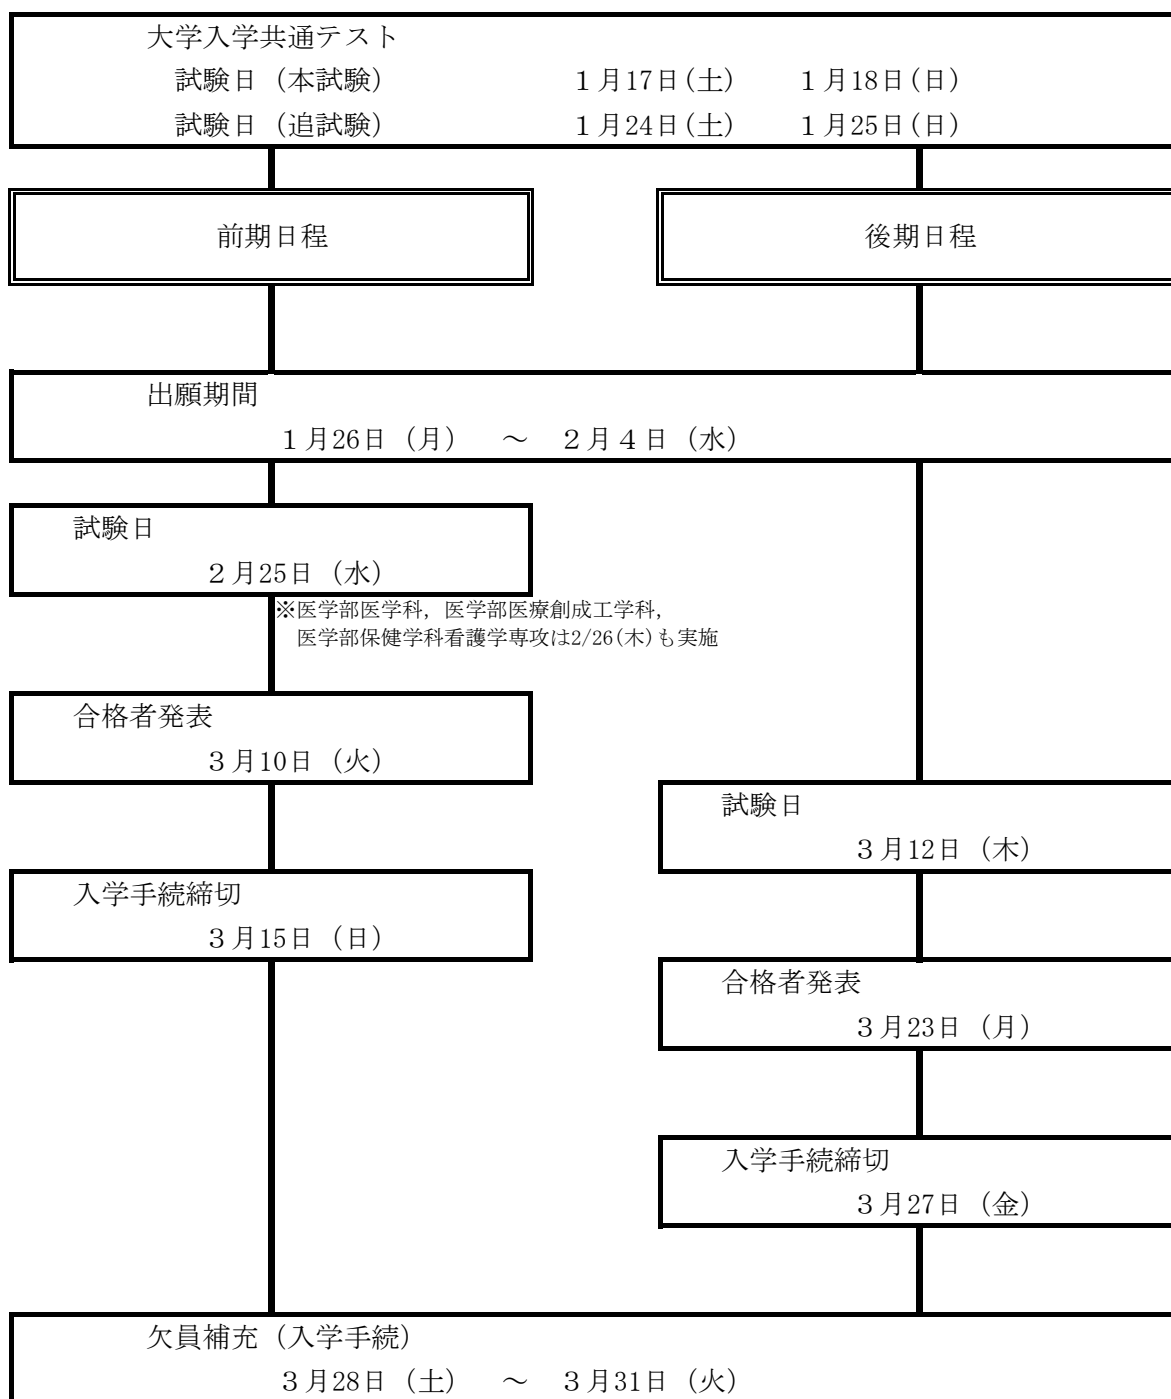 大学入学共通テスト
試験日（本試験）　１月17日(土)　１月18日(日)
試験日（追試験）　１月24日(土)　１月25日(日)
前期日程　後期日程
出願期間
１月26日（月）　～　２月４日（水）
試験日
２月25日（水）
※医学部医学科，医学部医療創成工学科，
医学部保健学科看護学専攻は2/26(木)も実施
合格者発表
３月10日（火）
入学手続締切
３月15日（日）
試験日
３月12日（木）
合格者発表
３月23日（月）
入学手続締切
３月27日（金）
欠員補充（入学手続）
３月28日（土）　～　３月31日（火）